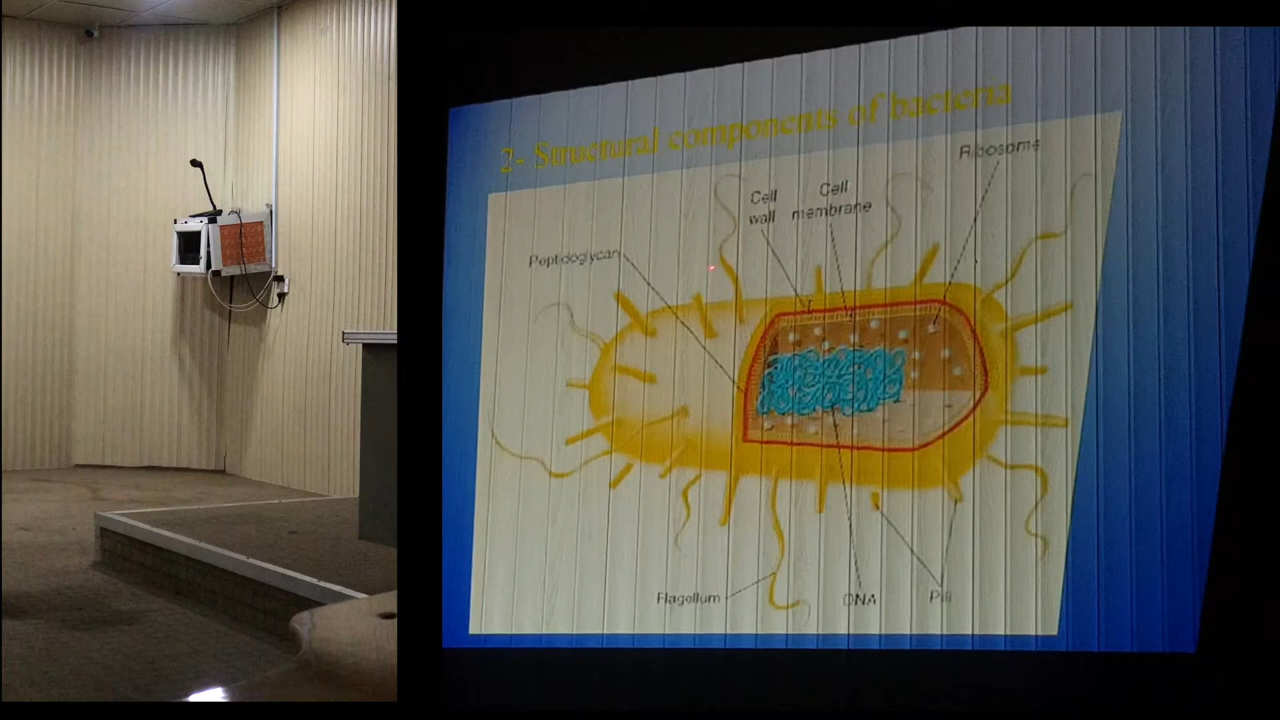 2- Structural components of bacteria
Ribosome
Cell
wall
Cell
membrane
Peptidoglycan
Flagellum
DNA
Pili